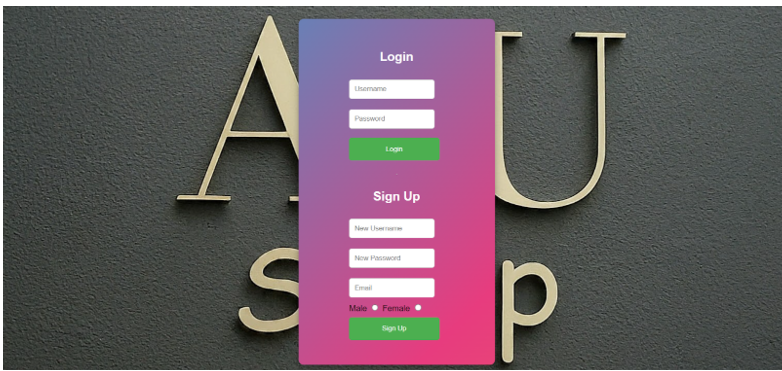 A U
Login
Username
Password
Login
Sign Up
New Username
New Password
Email
Male Female
Sign Up
s p